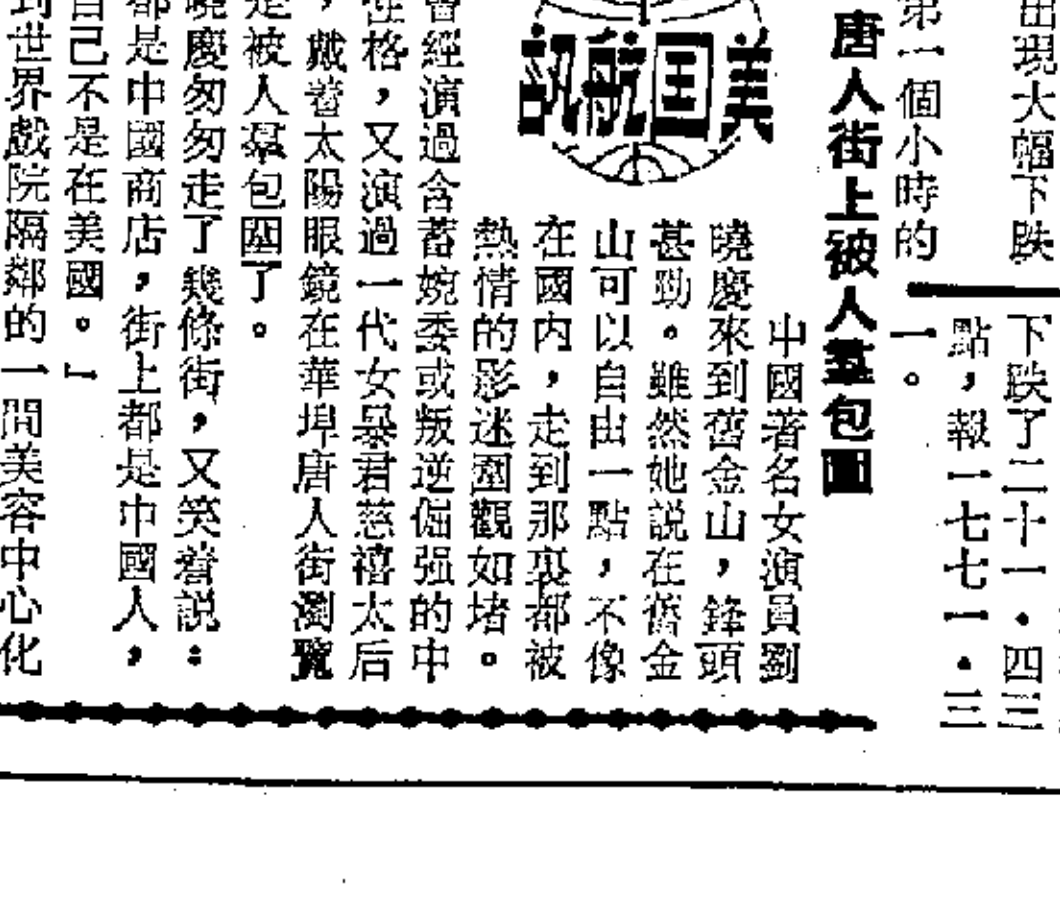 出現大幅下跌
下跌了二十一．四三
點，報一七七一．三
第一個小時的
一。
唐人街上被人羣包圍
美国航訊
中國著名女演員劉
曉慶來到舊金山，鋒頭
甚勁。雖然她説在舊金
山可以自由一點，不像
在國內，走到那裏都被
熱情的影迷圍觀如堵。
曾經演過含蓄婉委或叛逆倔强的中
性格，又演過一代女暴君慈禧太后
，戴着太陽眼鏡在華埠唐人街瀏覽
是被人羣包圍了。
曉慶匆匆走了幾條街，又笑着説：
都是中國商店，街上都是中國人，
自己不是在美國。」
到世界戲院隔鄰的一間美容中心化